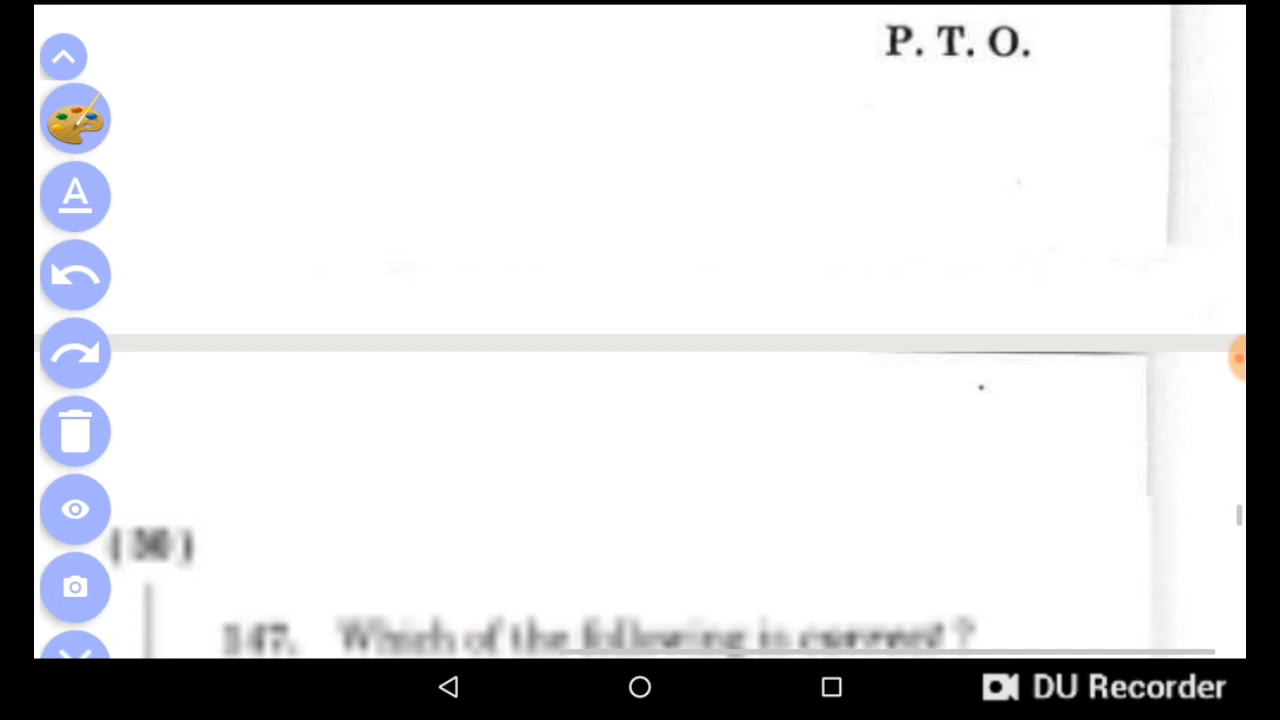 P. T. O.
A
(30)
147. Which of the following is correct ?
DU Recorder